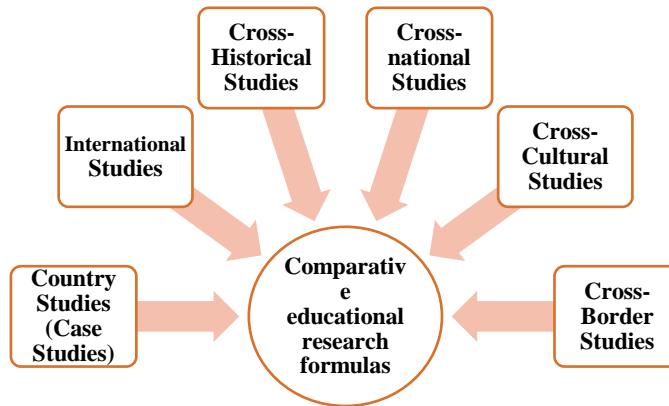 Cross-
Historical
Studies
Cross-
national
Studies
International
Studies
Cross-
Cultural
Studies
Country
Studies
(Case
Studies)
Comparativ
e
educational
research
formulas
Cross-
Border
Studies